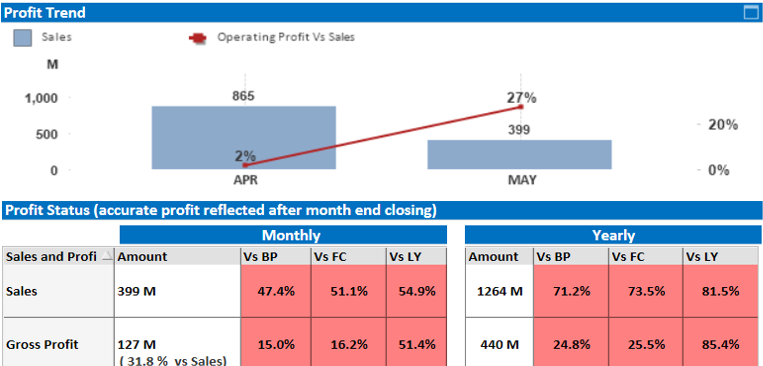 Profit Trend
Sales Operating Profit Vs Sales
M
1,000
865
27%
500
399
20%
2%
0
0%
APR MAY
Profit Status (accurate profit reflected after month end closing)
Monthly Yearly
Sales and Profi Amount Vs BP Vs FC Vs LY Amount Vs BP Vs FC Vs LY
Sales 399 M 47.4% 51.1% 54.9% 1264 M 71.2% 73.5% 81.5%
Gross Profit 127 M 15.0% 16.2% 51.4% 440 M 24.8% 25.5% 85.4%
( 31.8 % vs Sales)